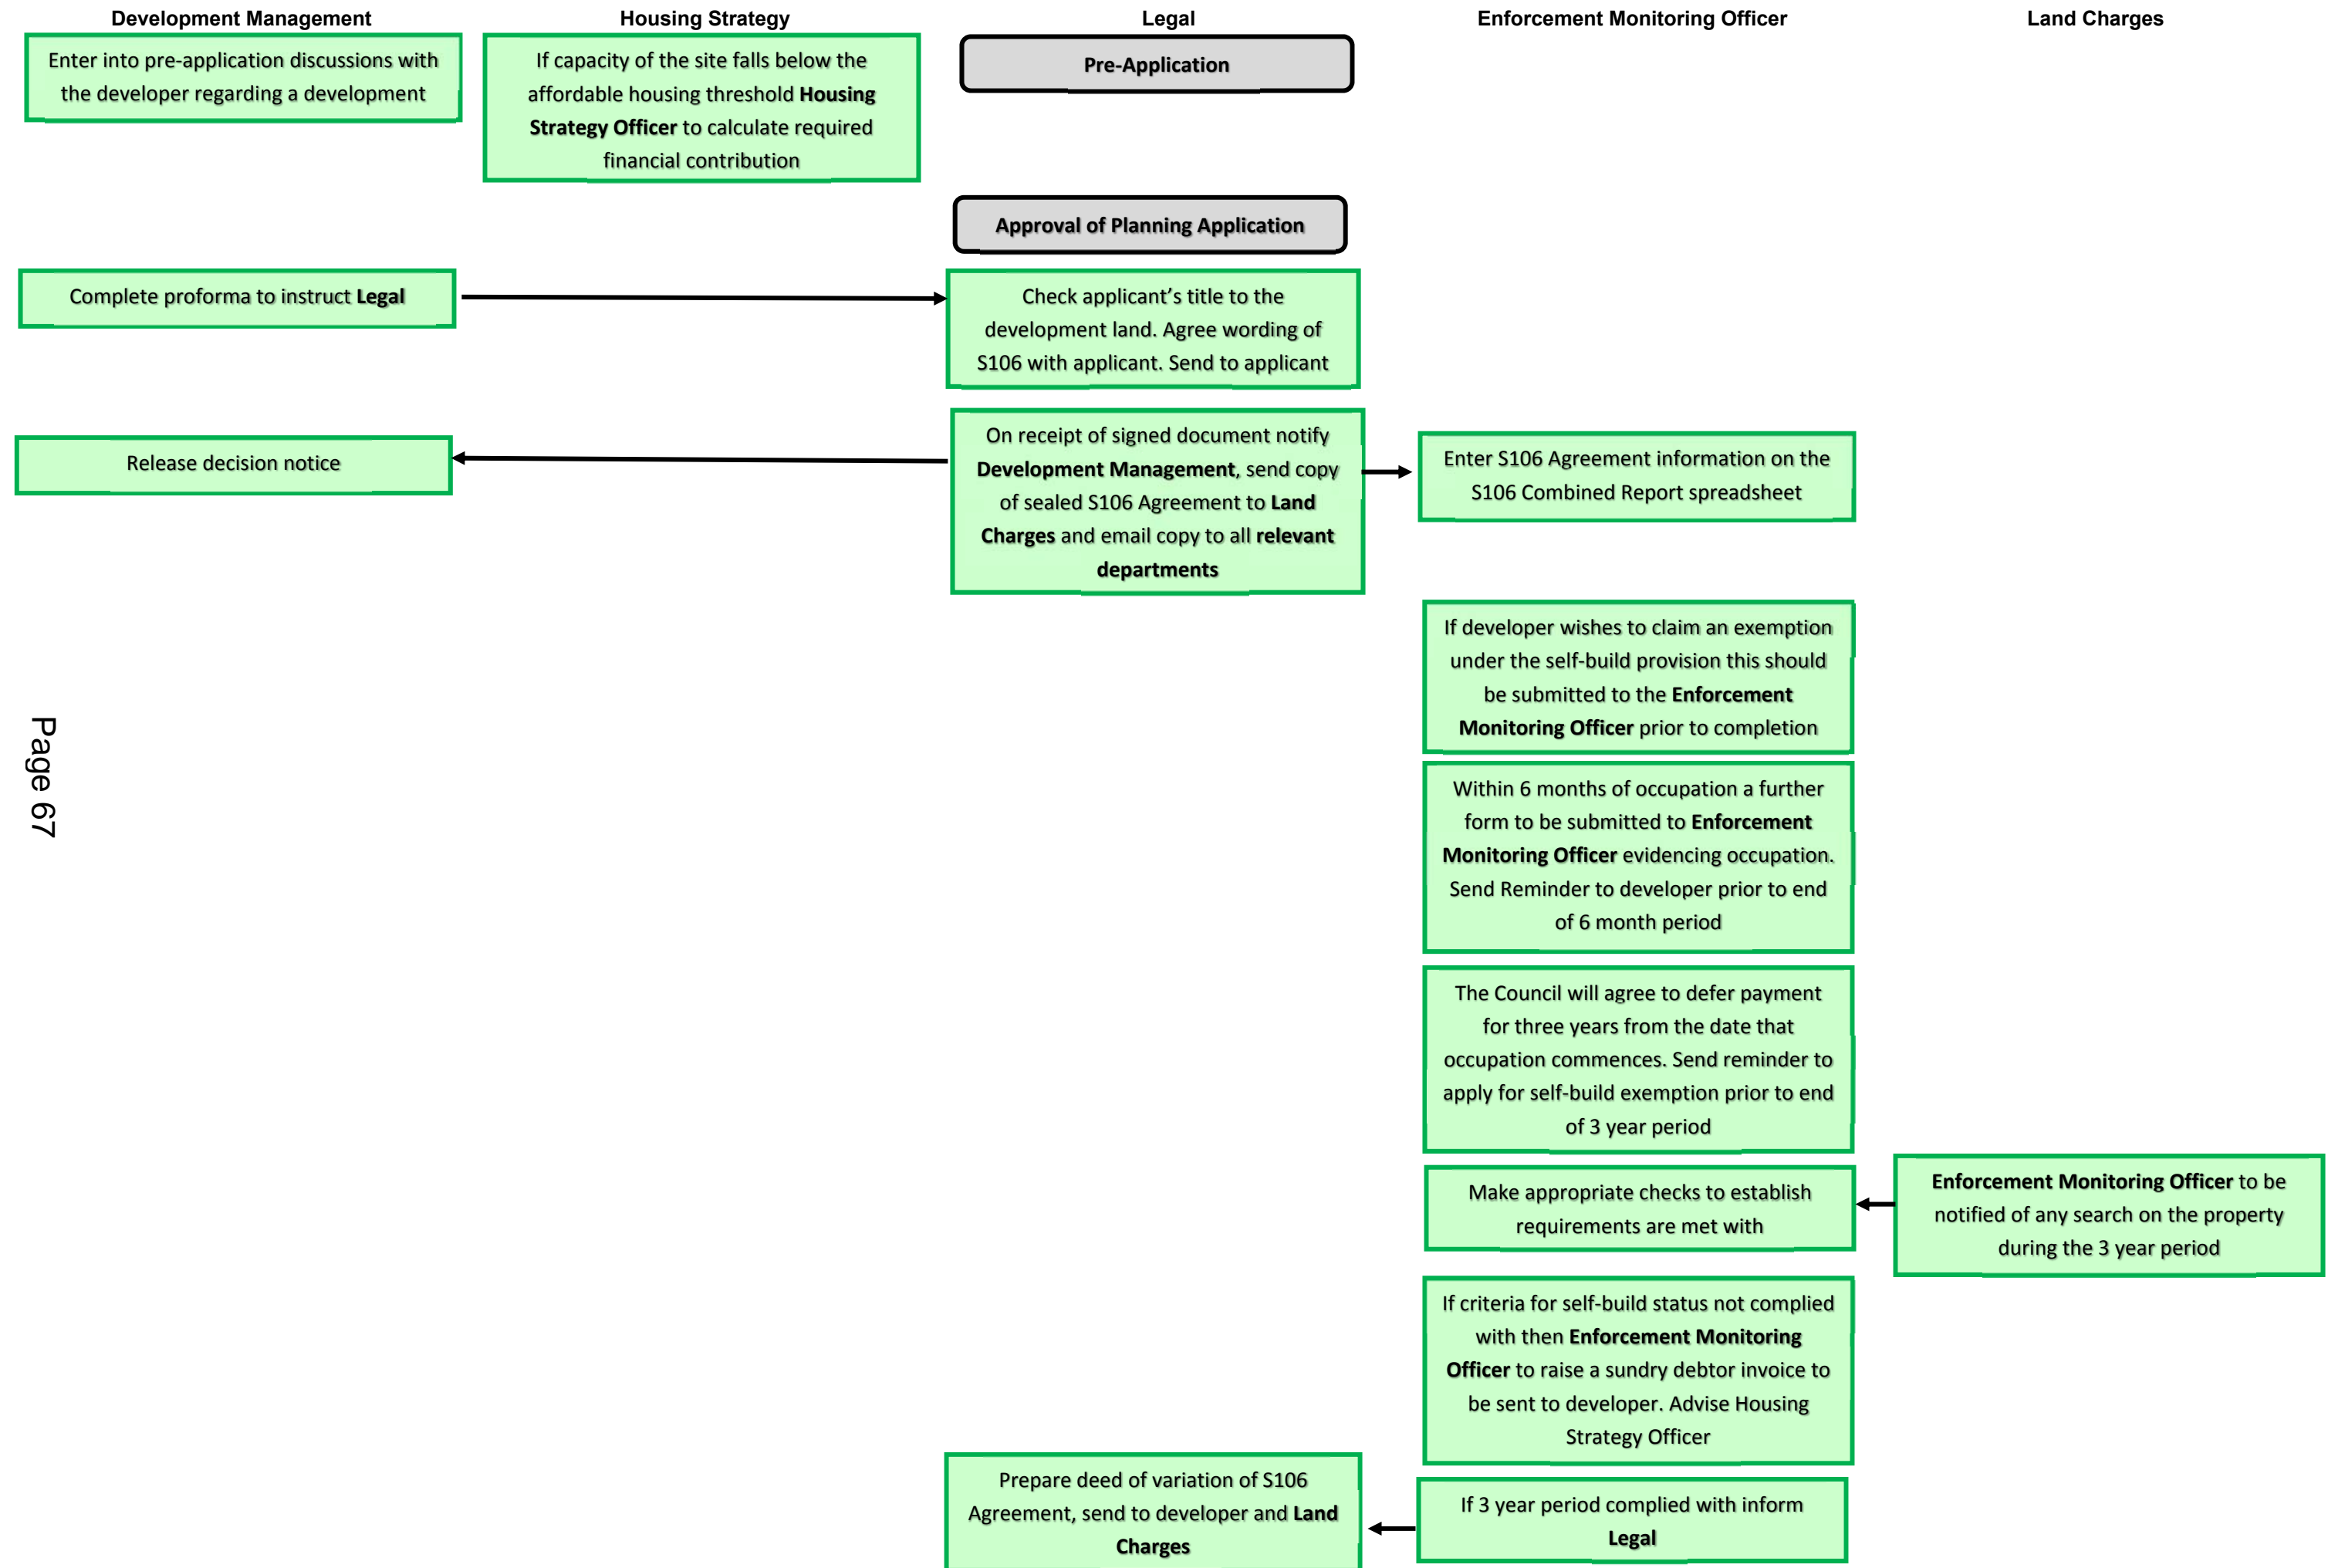 Development Management
Housing Strategy
Legal
Enforcement Monitoring Officer
Land Charges
Enter into pre-application discussions with
the developer regarding a development
If capacity of the site falls below the
affordable housing threshold Housing
Strategy Officer to calculate required
financial contribution
Pre-Application
Approval of Planning Application
Complete proforma to instruct Legal
Check applicant’s title to the
development land. Agree wording of
S106 with applicant. Send to applicant
Release decision notice
On receipt of signed document notify
Development Management, send copy
of sealed S106 Agreement to Land
Charges and email copy to all relevant
departments
Enter S106 Agreement information on the
S106 Combined Report spreadsheet
If developer wishes to claim an exemption
under the self-build provision this should
be submitted to the Enforcement
Monitoring Officer prior to completion
Page 67
Within 6 months of occupation a further
form to be submitted to Enforcement
Monitoring Officer evidencing occupation.
Send Reminder to developer prior to end
of 6 month period
The Council will agree to defer payment
for three years from the date that
occupation commences. Send reminder to
apply for self-build exemption prior to end
of 3 year period
Make appropriate checks to establish
requirements are met with
Enforcement Monitoring Officer to be
notified of any search on the property
during the 3 year period
If criteria for self-build status not complied
with then Enforcement Monitoring
Officer to raise a sundry debtor invoice to
be sent to developer. Advise Housing
Strategy Officer
Prepare deed of variation of S106
Agreement, send to developer and Land
Charges
If 3 year period complied with inform
Legal